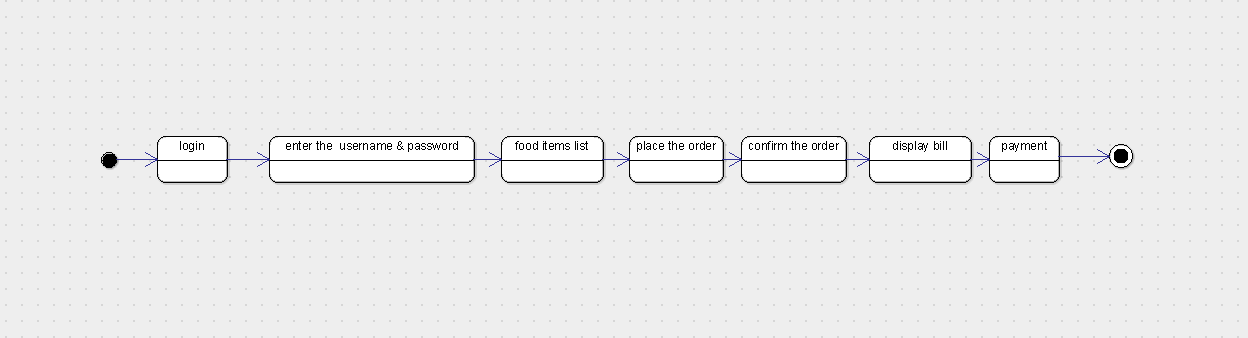 login
enter the  username & password
food items list
place the order
confirm the order
display bill
payment